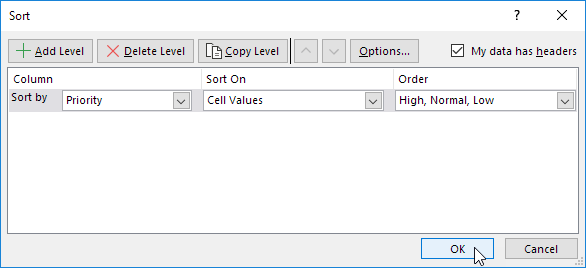 Sort
?
Add Level Delete Level Copy Level Options... My data has headers
Column Sort On Order
Sort by Priority Cell Values High, Normal, Low
OK Cancel